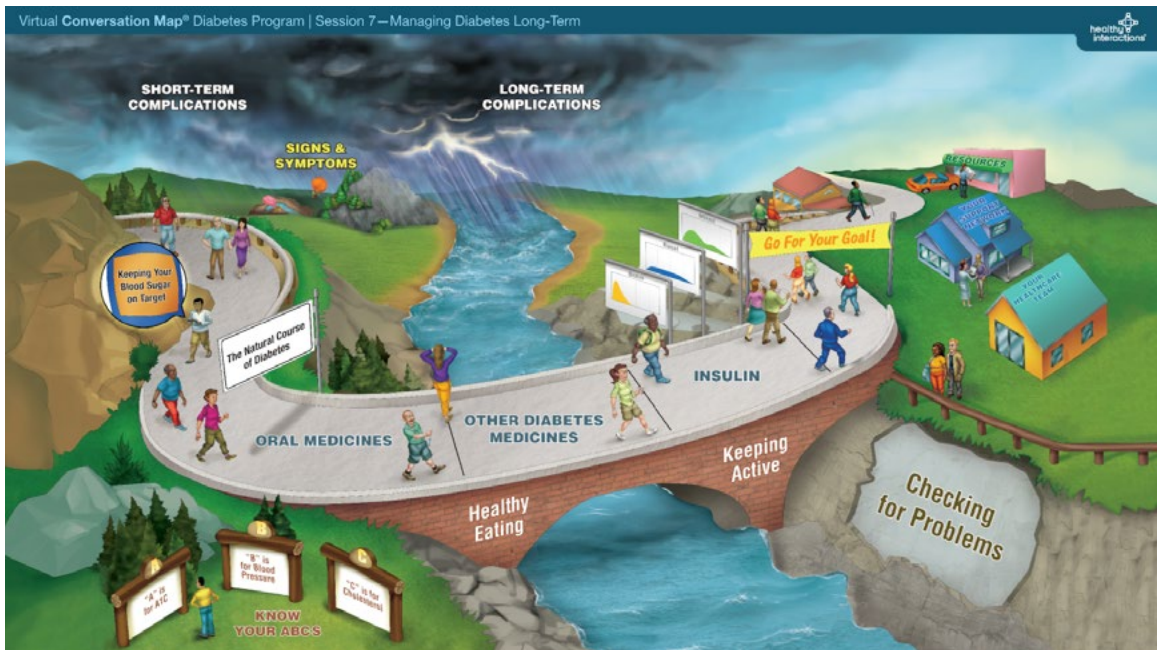 Virtual Conversation Map® Diabetes Program | Session 7—Managing Diabetes Long-Term
healthy
interactions
SHORT-TERM
COMPLICATIONS
LONG-TERM
COMPLICATIONS
SIGNS &
SYMPTOMS
RESOURCES
YOUR
SUPPORT
NETWORK
Go For Your Goal!
YOUR
HEALTHCARE
TEAM
Keeping Your
Blood Sugar
on Target
The Natural Course
of Diabetes
INSULIN
ORAL MEDICINES
OTHER DIABETES
MEDICINES
Keeping
Active
Healthy
Eating
Checking
for Problems
A
"A" is
for A1C
B
"B" is
for Blood
Pressure
C
"C" is for
Cholesterol
KNOW
YOUR ABCS